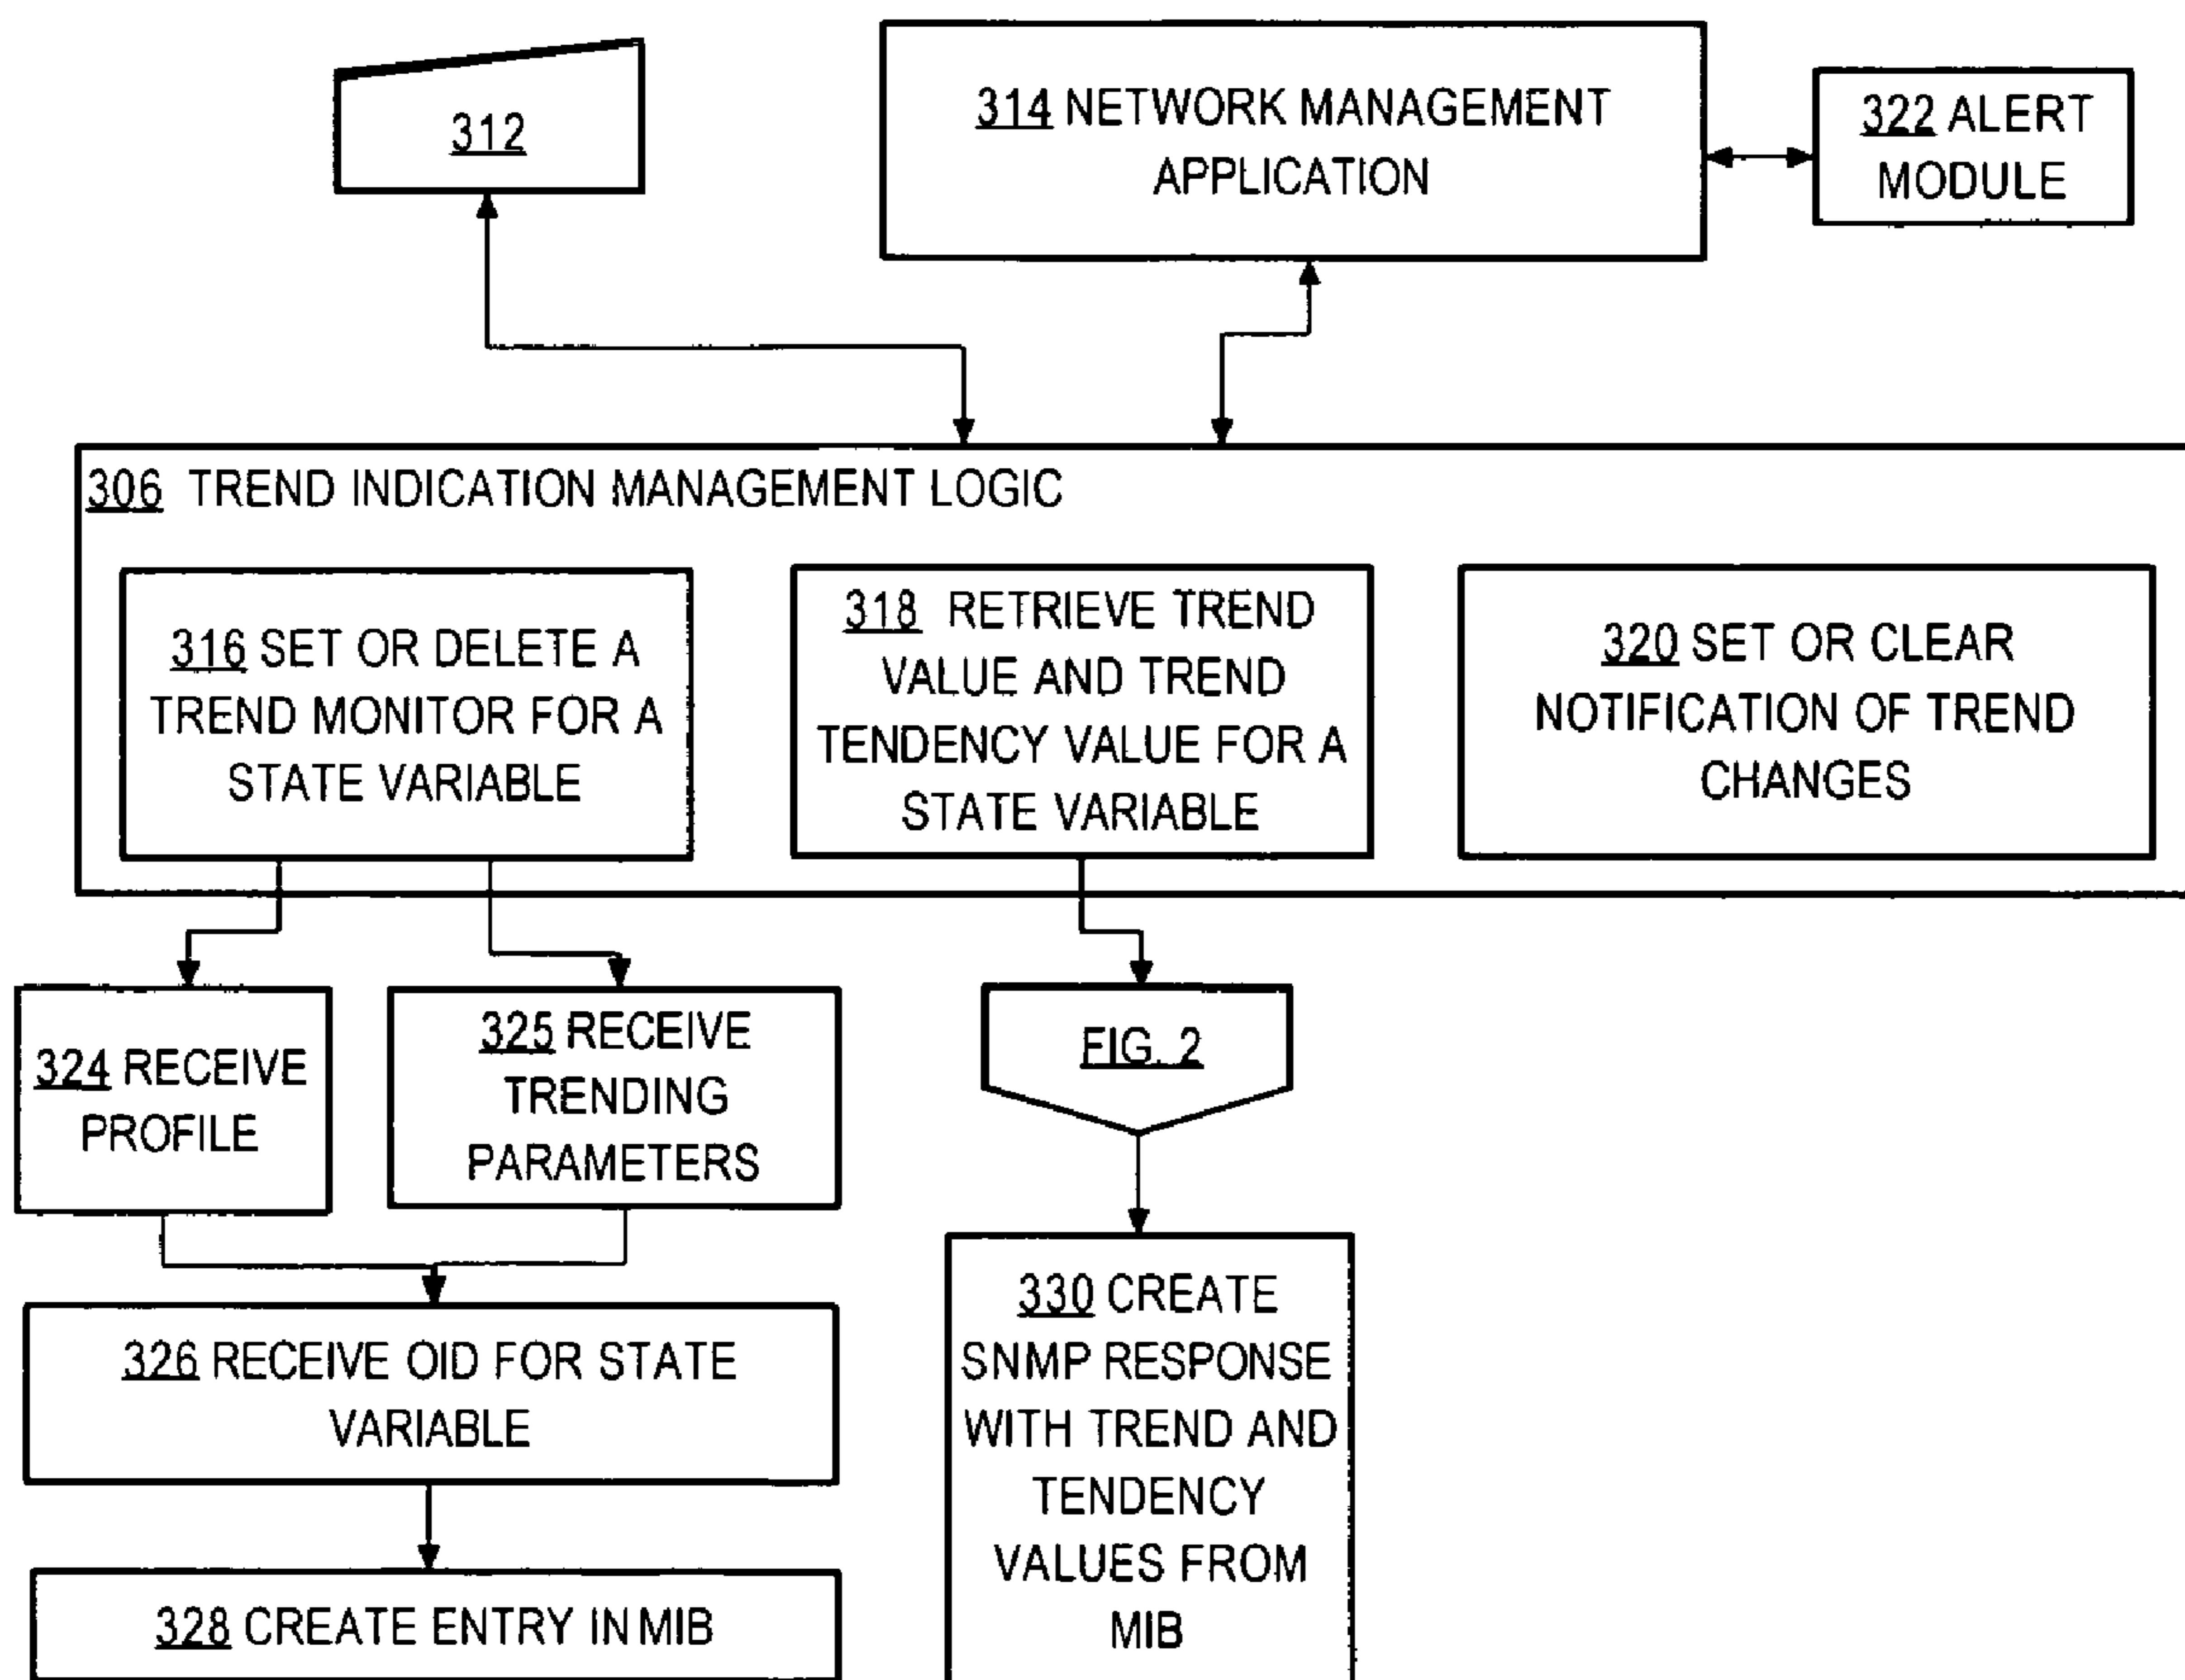 312
314 NETWORK MANAGEMENT
APPLICATION
322 ALERT
MODULE
306 TREND INDICATION MANAGEMENT LOGIC
316 SET OR DELETE A
TREND MONITOR FOR A
STATE VARIABLE
318 RETRIEVE TREND
VALUE AND TREND
TENDENCY VALUE FOR A
STATE VARIABLE
320 SET OR CLEAR
NOTIFICATION OF TREND
CHANGES
324 RECEIVE
PROFILE
325 RECEIVE
TRENDING
PARAMETERS
FIG. 2
326 RECEIVE OID FOR STATE
VARIABLE
328 CREATE ENTRY IN MIB
330 CREATE
SNMP RESPONSE
WITH TREND AND
TENDENCY
VALUES FROM
MIB